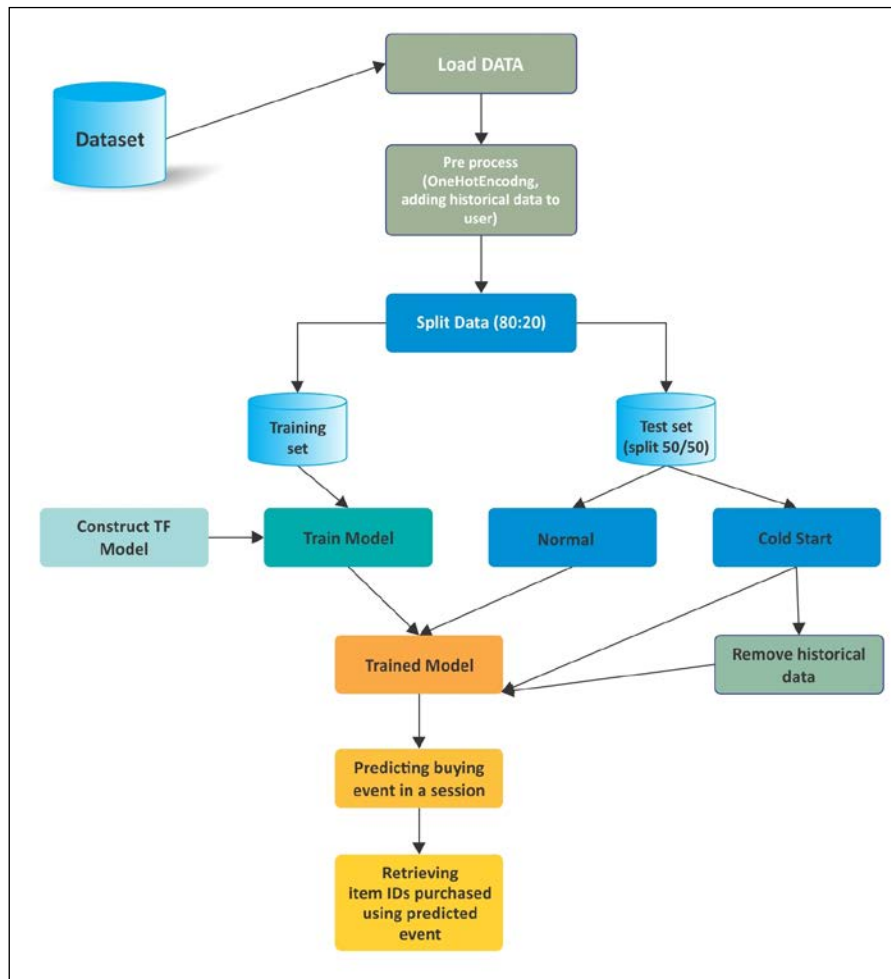 Load DATA
Dataset
Pre process
(OneHotEncodng,
adding historical data to
user)
Split Data (80:20)
Training
set
Test set
(split 50/50)
Construct TF
Model
Train Model
Normal
Cold Start
Trained Model
Remove historical
data
Predicting buying
event in a session
Retrieving
item IDs purchased
using predicted
event